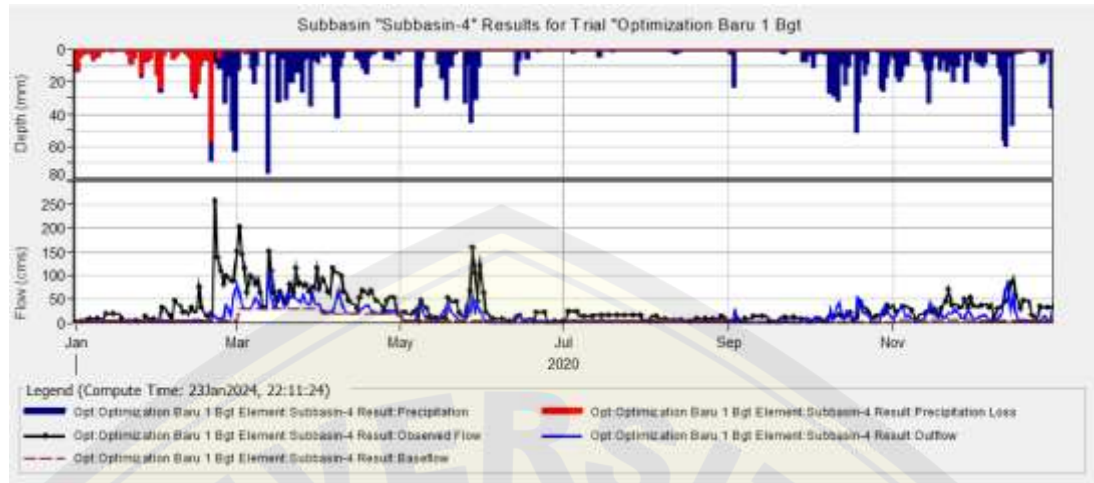 Subbasin "Subbasin-4" Results for Trial "Optimization Baru 1 Bgt
Depth (mm)
0
20
40
60
80
Flow (cms)
250
200
150
100
50
0
Jan Mar May Jul Sep Nov
2020
Legend (Compute Time: 23Jan2024, 22:11:24)
Opt:Optimization Baru 1 Bgt Element:Subbasin-4 Result:Precipitation
Opt:Optimization Baru 1 Bgt Element:Subbasin-4 Result:Precipitation Loss
Opt:Optimization Baru 1 Bgt Element:Subbasin-4 Result:Observed Flow
Opt:Optimization Baru 1 Bgt Element:Subbasin-4 Result:Outflow
Opt:Optimization Baru 1 Bgt Element:Subbasin-4 Result:Baseflow